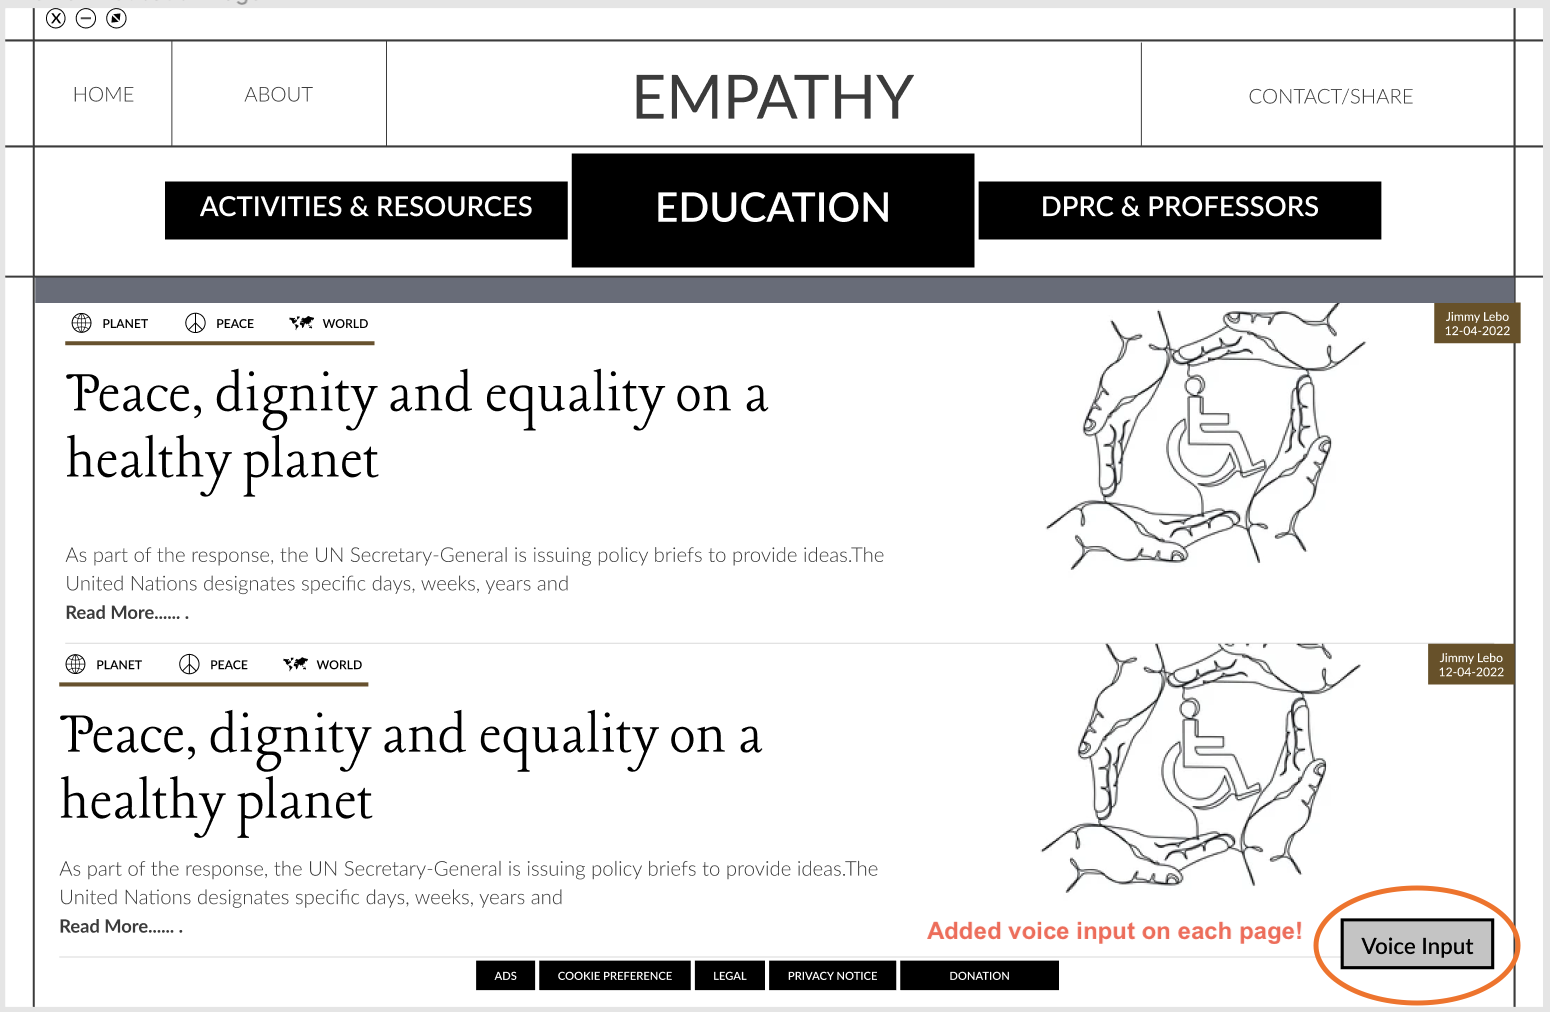 HOME
ABOUT
EMPATHY
CONTACT/SHARE
ACTIVITIES & RESOURCES
EDUCATION
DPRC & PROFESSORS
PLANET
PEACE
WORLD
Jimmy Lebo
12-04-2022
Peace, dignity and equality on a
healthy planet
As part of the response, the UN Secretary-General is issuing policy briefs to provide ideas.The
United Nations designates specific days, weeks, years and
Read More...... .
PLANET
PEACE
WORLD
Jimmy Lebo
12-04-2022
Peace, dignity and equality on a
healthy planet
As part of the response, the UN Secretary-General is issuing policy briefs to provide ideas.The
United Nations designates specific days, weeks, years and
Read More...... .
Added voice input on each page!
Voice Input
ADS
COOKIE PREFERENCE
LEGAL
PRIVACY NOTICE
DONATION